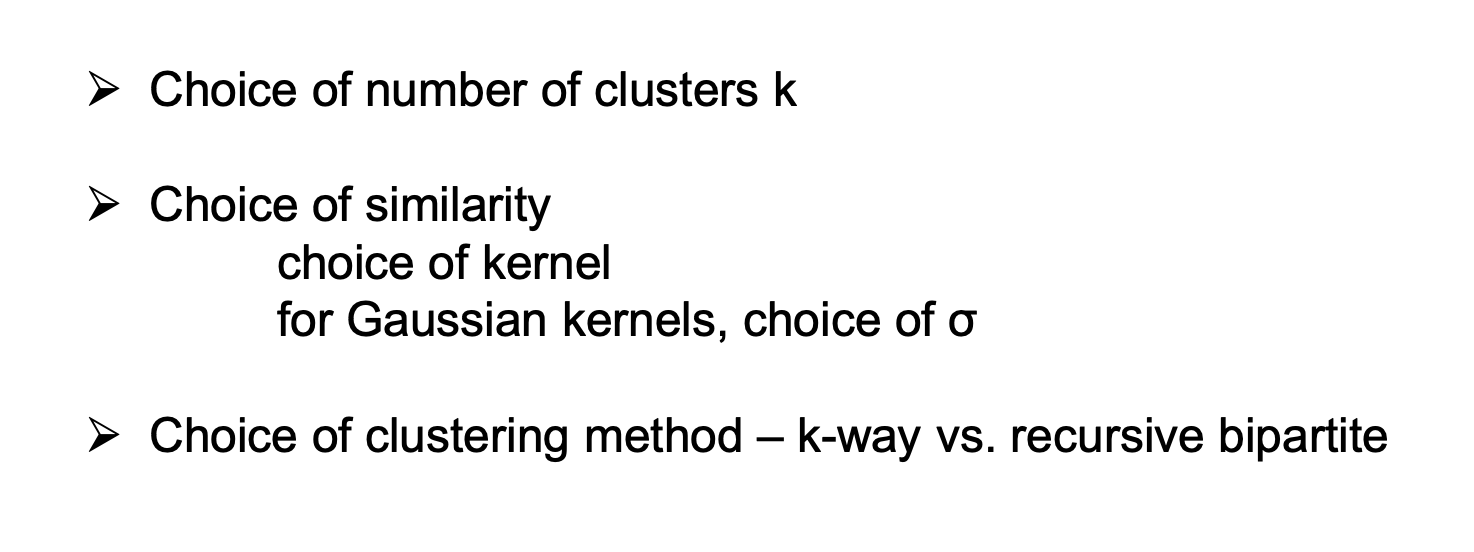 ➢ Choice of number of clusters k
➢ Choice of similarity
choice of kernel
for Gaussian kernels, choice of σ
➢ Choice of clustering method – k-way vs. recursive bipartite